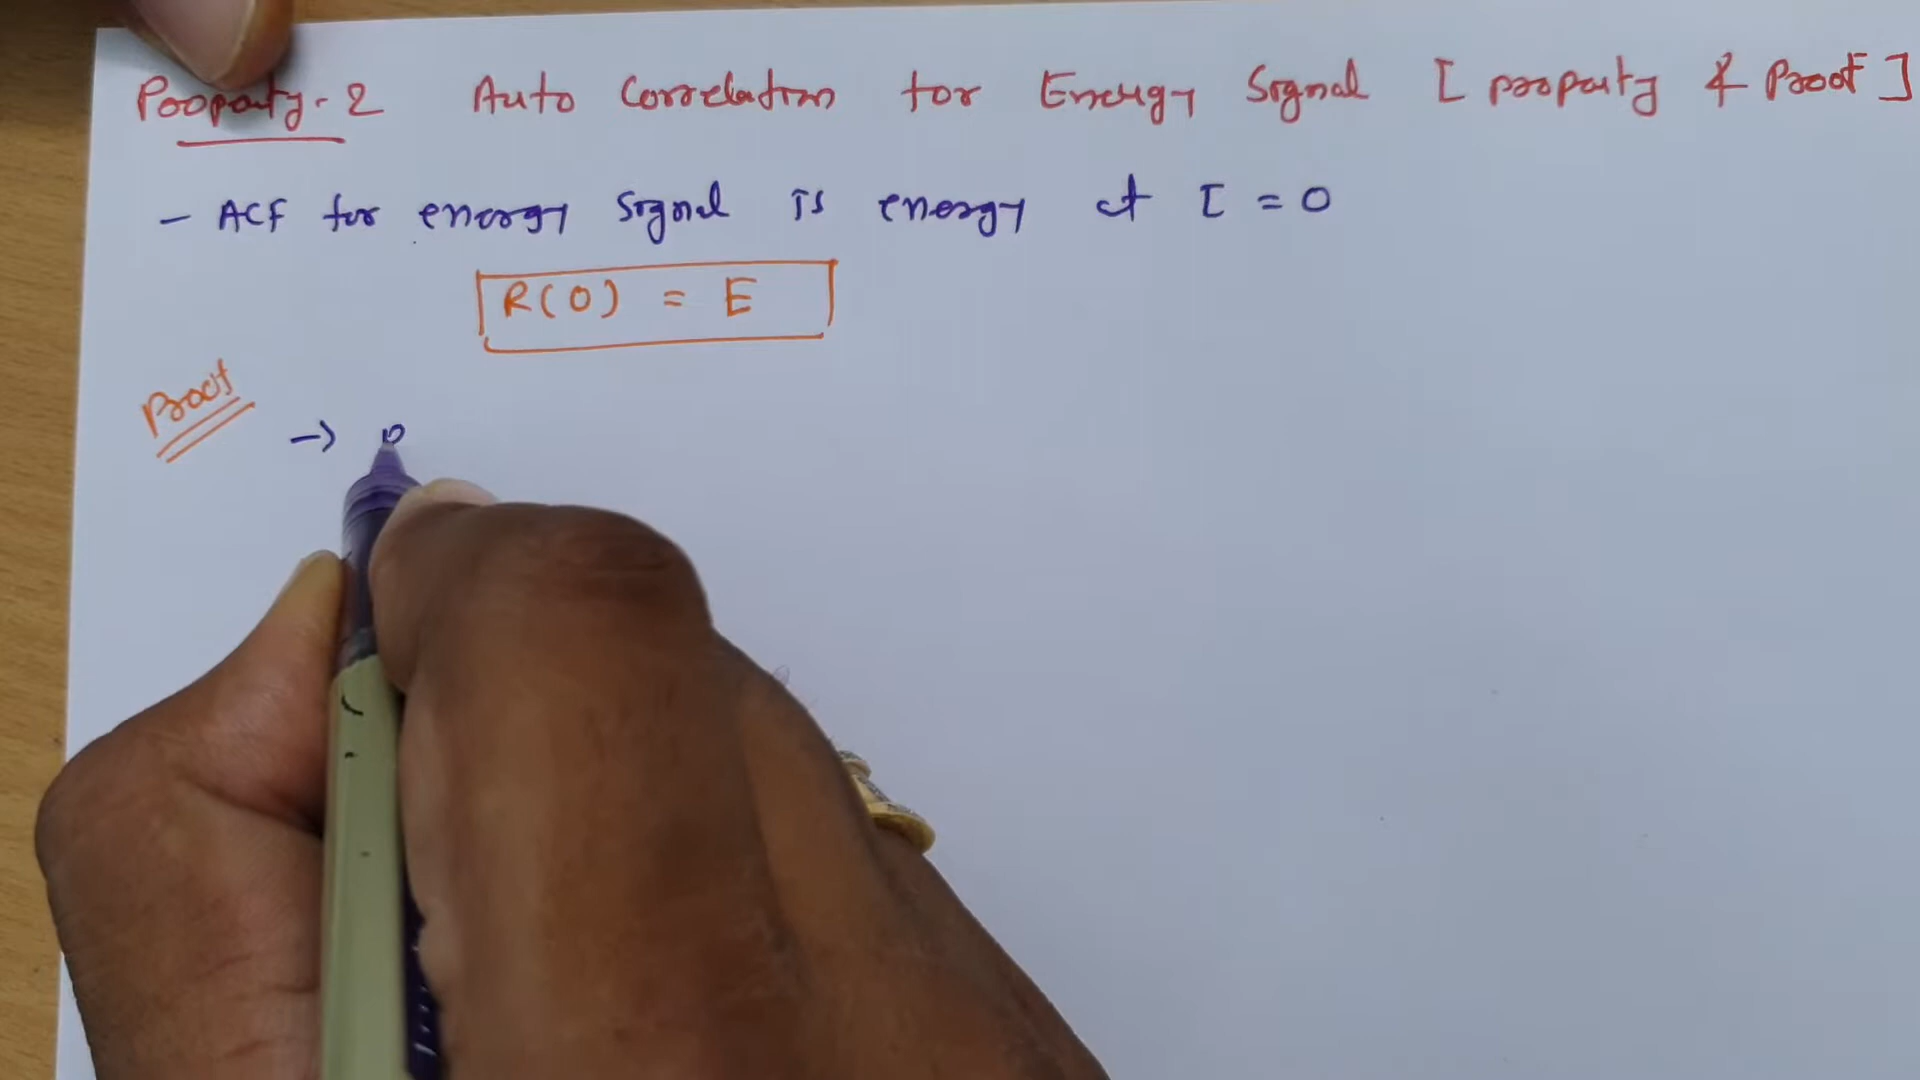 Property-2 Auto Correlation for Energy Signal [property & Proof]
- ACF for energy signal is energy at τ = 0
R(0) = E
Proof
→